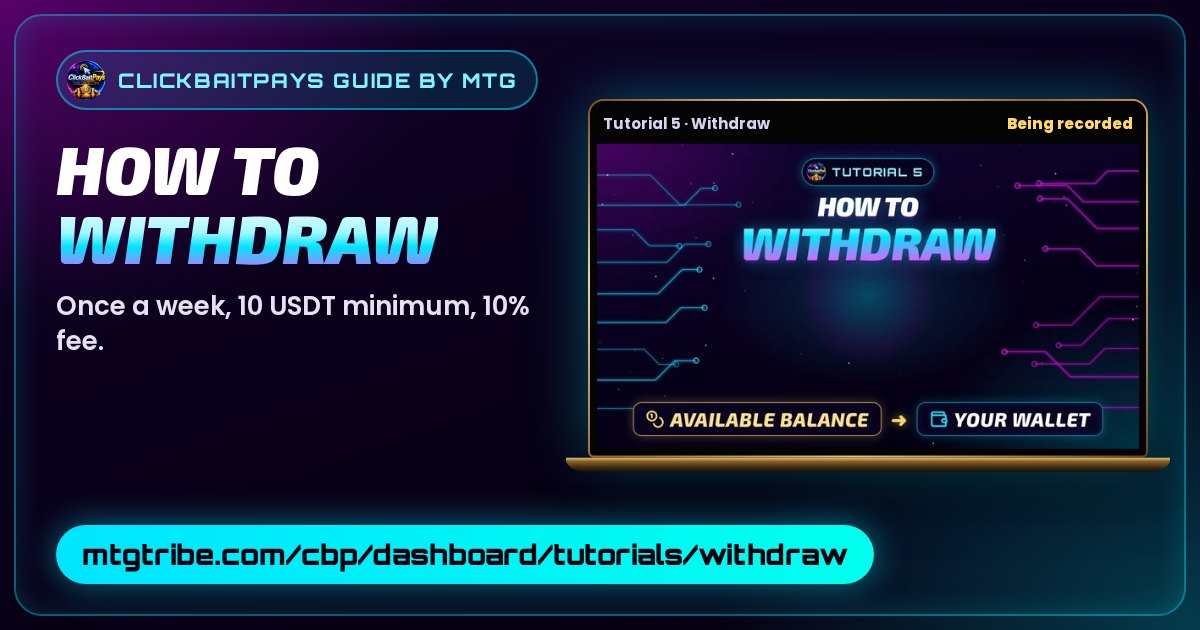 ClickBaitPays
CLICKBAITPAYS GUIDE BY MTG
HOW TO
WITHDRAW
Once a week, 10 USDT minimum, 10%
fee.
Tutorial 5 · Withdraw
Being recorded
TUTORIAL 5
HOW TO
WITHDRAW
AVAILABLE BALANCE
YOUR WALLET
mtgtribe.com/cbp/dashboard/tutorials/withdraw